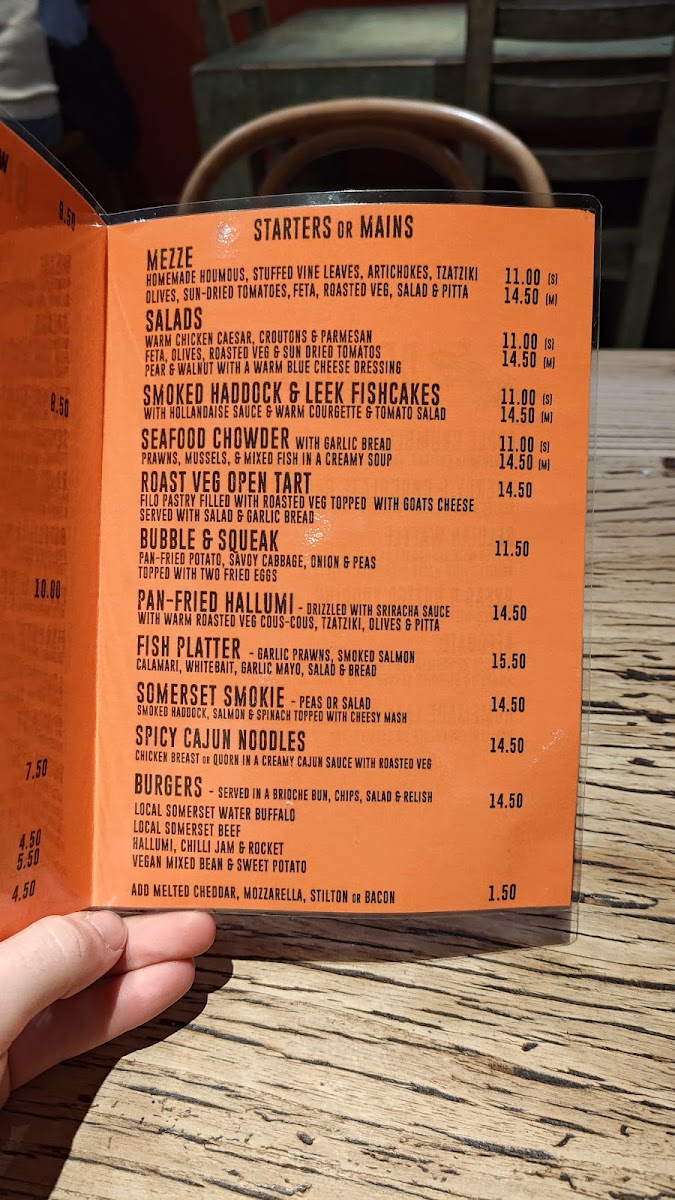 W
8.50
8.50
10.00
7.50
4.50
5.50
4.50
STARTERS OR MAINS
MEZZE
HOMEMADE HOUMOUS, STUFFED VINE LEAVES, ARTICHOKES, TZATZIKI 11.00 (S)
OLIVES, SUN-DRIED TOMATOES, FETA, ROASTED VEG, SALAD & PITTA 14.50 (M)
SALADS
WARM CHICKEN CAESAR, CROUTONS & PARMESAN 11.00 (S)
FETA, OLIVES, ROASTED VEG & SUN DRIED TOMATOS 14.50 (M)
PEAR & WALNUT WITH A WARM BLUE CHEESE DRESSING
SMOKED HADDOCK & LEEK FISHCAKES 11.00 (S)
WITH HOLLANDAISE SAUCE & WARM COURGETTE & TOMATO SALAD 14.50 (M)
SEAFOOD CHOWDER WITH GARLIC BREAD 11.00 (S)
PRAWNS, MUSSELS, & MIXED FISH IN A CREAMY SOUP 14.50 (M)
ROAST VEG OPEN TART 14.50
FILO PASTRY FILLED WITH ROASTED VEG TOPPED WITH GOATS CHEESE
SERVED WITH SALAD & GARLIC BREAD
BUBBLE & SQUEAK 11.50
PAN-FRIED POTATO, SAVOY CABBAGE, ONION & PEAS
TOPPED WITH TWO FRIED EGGS
PAN-FRIED HALLUMI - DRIZZLED WITH SRIRACHA SAUCE 14.50
WITH WARM ROASTED VEG COUS-COUS, TZATZIKI, OLIVES & PITTA
FISH PLATTER - GARLIC PRAWNS, SMOKED SALMON 15.50
CALAMARI, WHITEBAIT, GARLIC MAYO, SALAD & BREAD
SOMERSET SMOKIE - PEAS OR SALAD 14.50
SMOKED HADDOCK, SALMON & SPINACH TOPPED WITH CHEESY MASH
SPICY CAJUN NOODLES 14.50
CHICKEN BREAST OR QUORN IN A CREAMY CAJUN SAUCE WITH ROASTED VEG
BURGERS - SERVED IN A BRIOCHE BUN, CHIPS, SALAD & RELISH 14.50
LOCAL SOMERSET WATER BUFFALO
LOCAL SOMERSET BEEF
HALLUMI, CHILLI JAM & ROCKET
VEGAN MIXED BEAN & SWEET POTATO
ADD MELTED CHEDDAR, MOZZARELLA, STILTON OR BACON 1.50